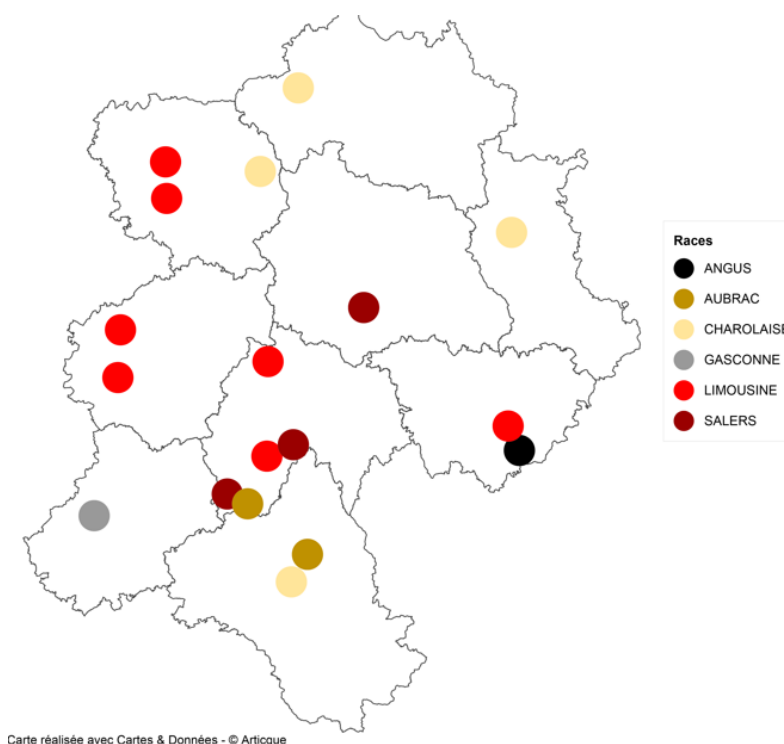 Races
ANGUS
AUBRAC
CHAROLAISE
GASCONNE
LIMOUSINE
SALERS
Carte réalisée avec Cartes & Données - © Articque